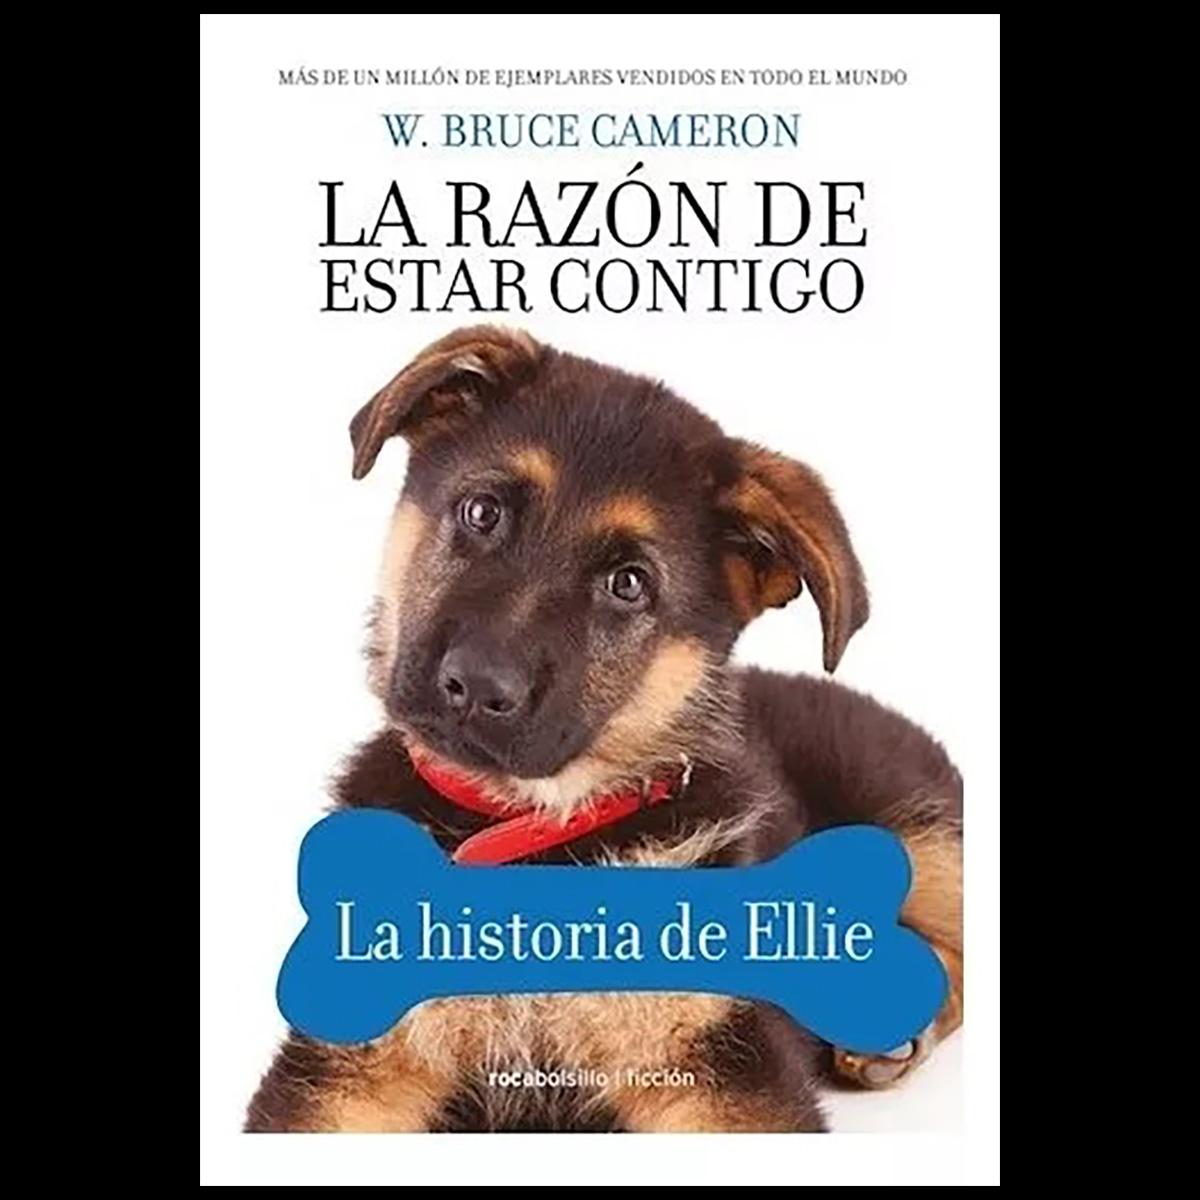 MÁS DE UN MILLÓN DE EJEMPLARES VENDIDOS EN TODO EL MUNDO
W. BRUCE CAMERON
LA RAZÓN DE
ESTAR CONTIGO
La historia de Ellie
rocabolsillo | ficción